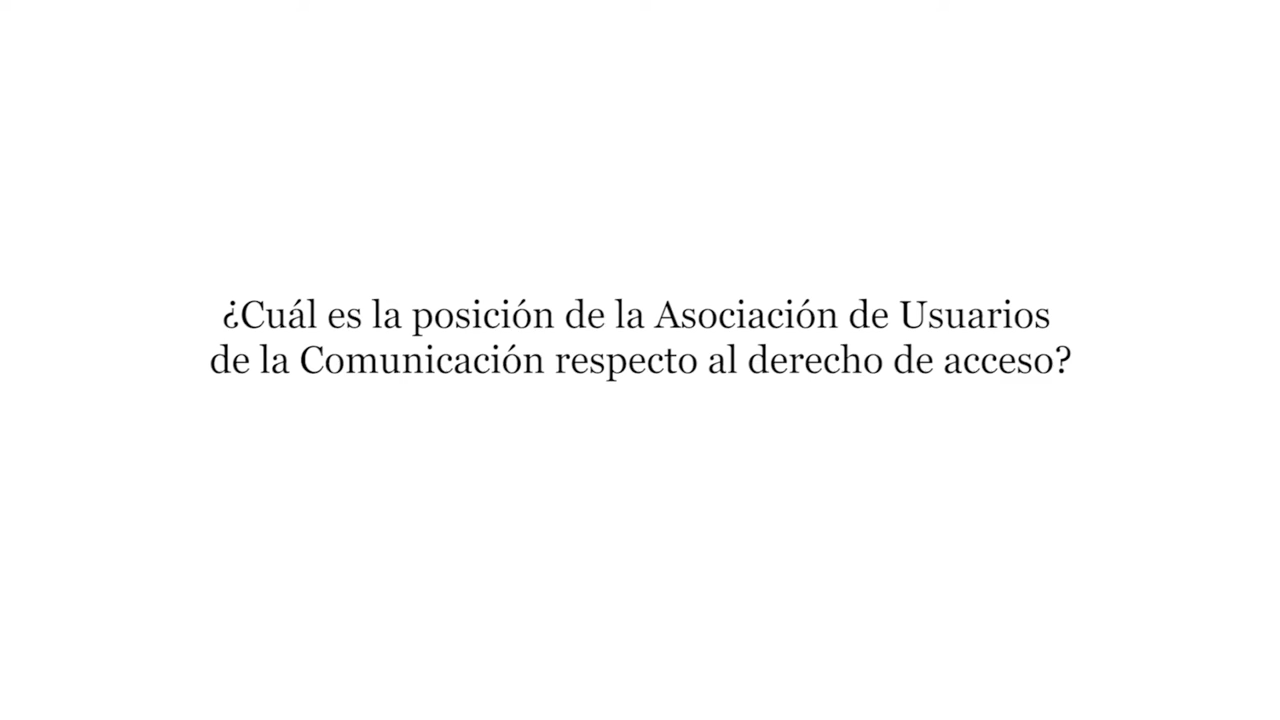 ¿Cuál es la posición de la Asociación de Usuarios
de la Comunicación respecto al derecho de acceso?